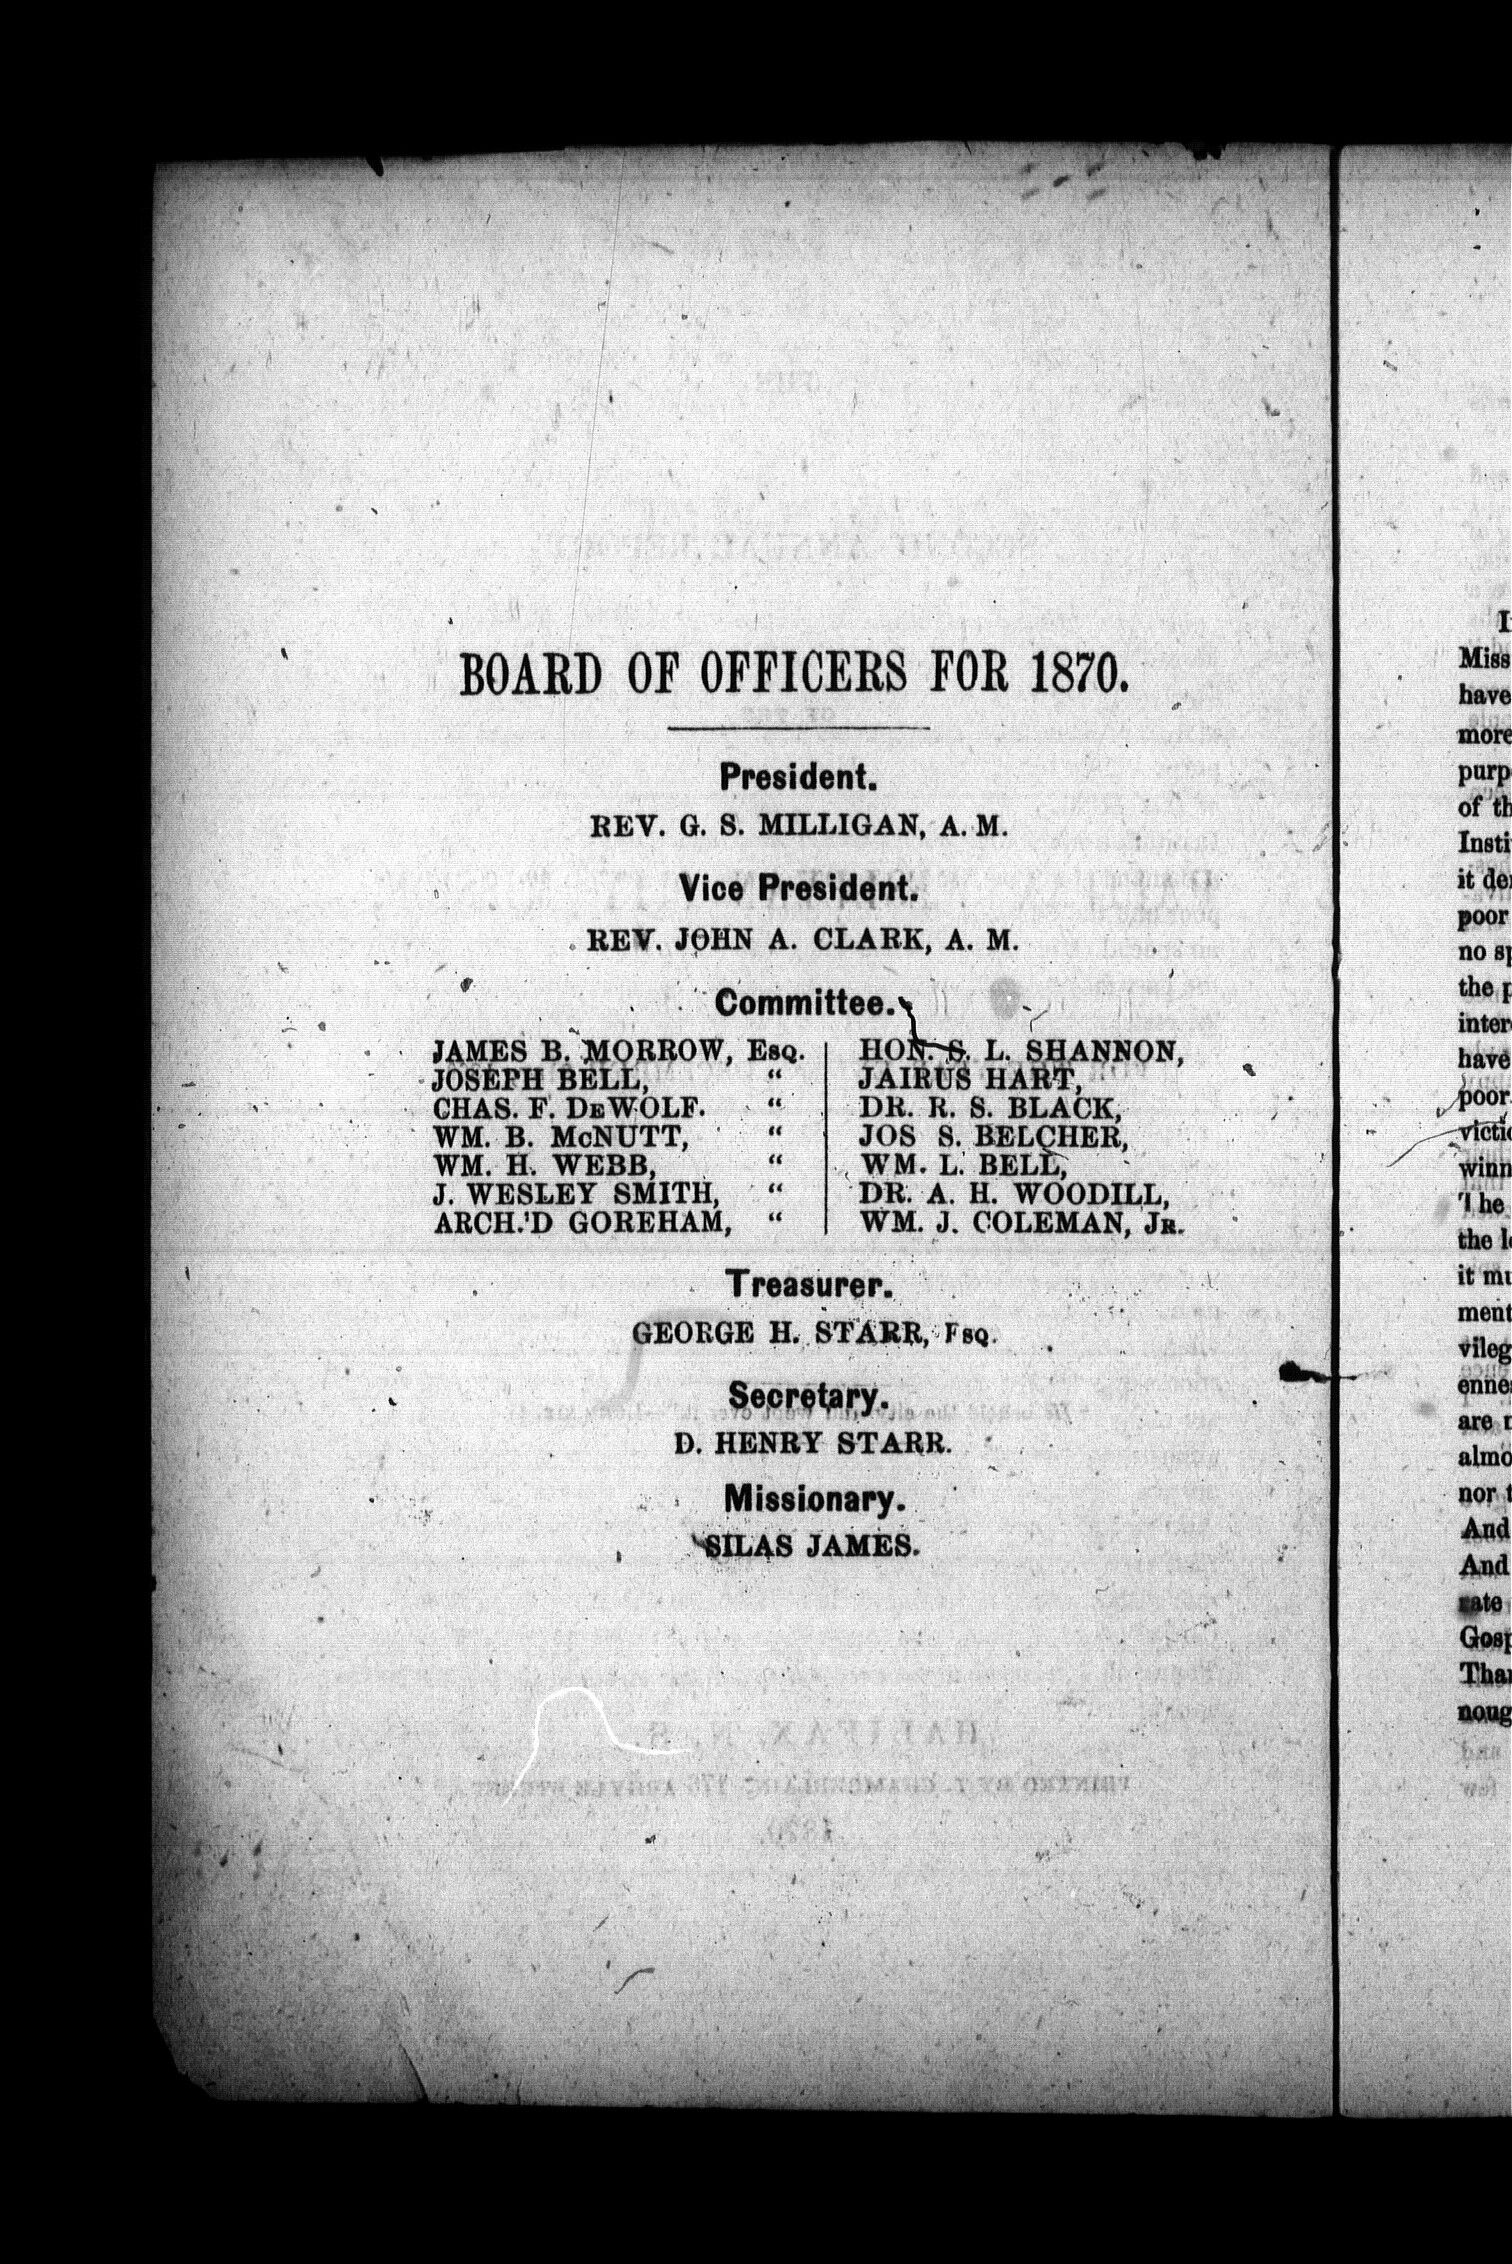 BOARD OF OFFICERS FOR 1870.
President.
REV. G. S. MILLIGAN, A. M.
Vice President.
REV. JOHN A. CLARK, A. M.
Committee.
JAMES B. MORROW, ESQ.
JOSEPH BELL, “
CHAS. F. DEWOLF. “
WM. B. MCNUTT, “
WM. H. WEBB, “
J. WESLEY SMITH, “
ARCH.'D GOREHAM, “
HON. S. L. SHANNON,
JAIRUS HART,
DR. R. S. BLACK,
JOS S. BELCHER,
WM. L. BELL,
DR. A. H. WOODILL,
WM. J. COLEMAN, JR.
Treasurer.
GEORGE H. STARR, ESQ.
Secretary.
D. HENRY STARR.
Missionary.
SILAS JAMES.
Miss
have
more
purp
of th
Insti
it de
poor
no sp
the p
inter
have
poor.
victi
winn
The
the l
it mu
ment
vileg
ennes
are
almo
nor t
And
And
rate
Gosp
Than
noug